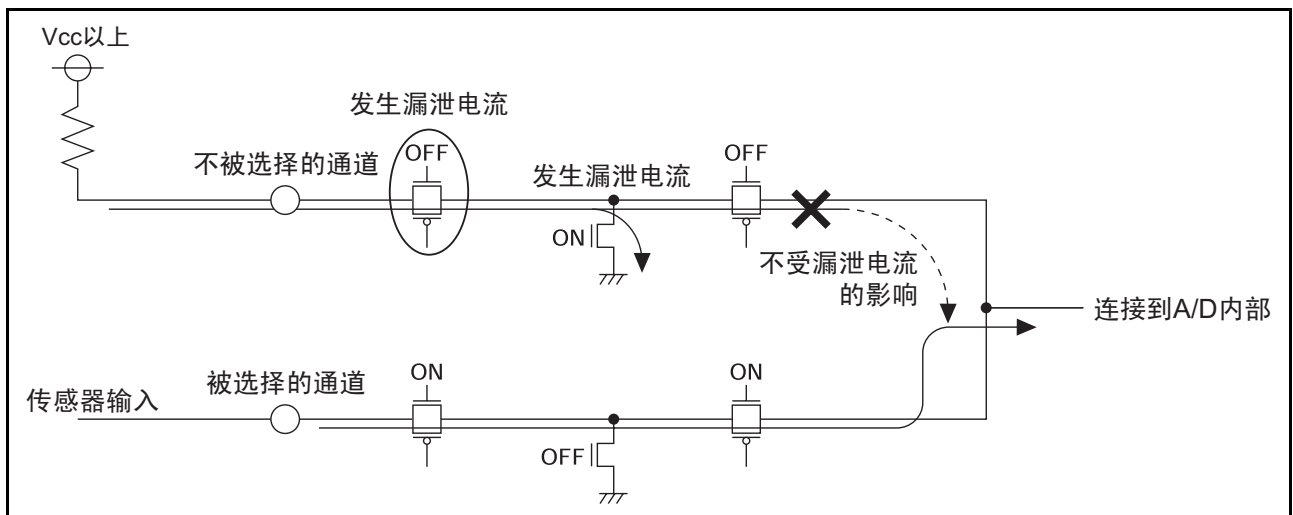 Vcc以上
发生漏泄电流
不被选择的通道
OFF
发生漏泄电流
OFF
ON
不受漏泄电流
的影响
连接到A/D内部
传感器输入
被选择的通道
ON
ON
OFF